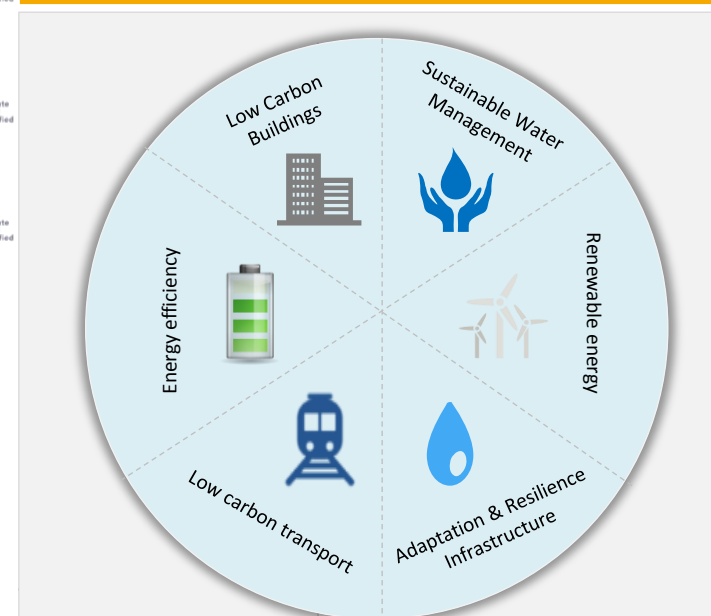 Low Carbon
Buildings
Sustainable Water
Management
Energy efficiency
Renewable energy
Low carbon transport
Adaptation & Resilience
Infrastructure